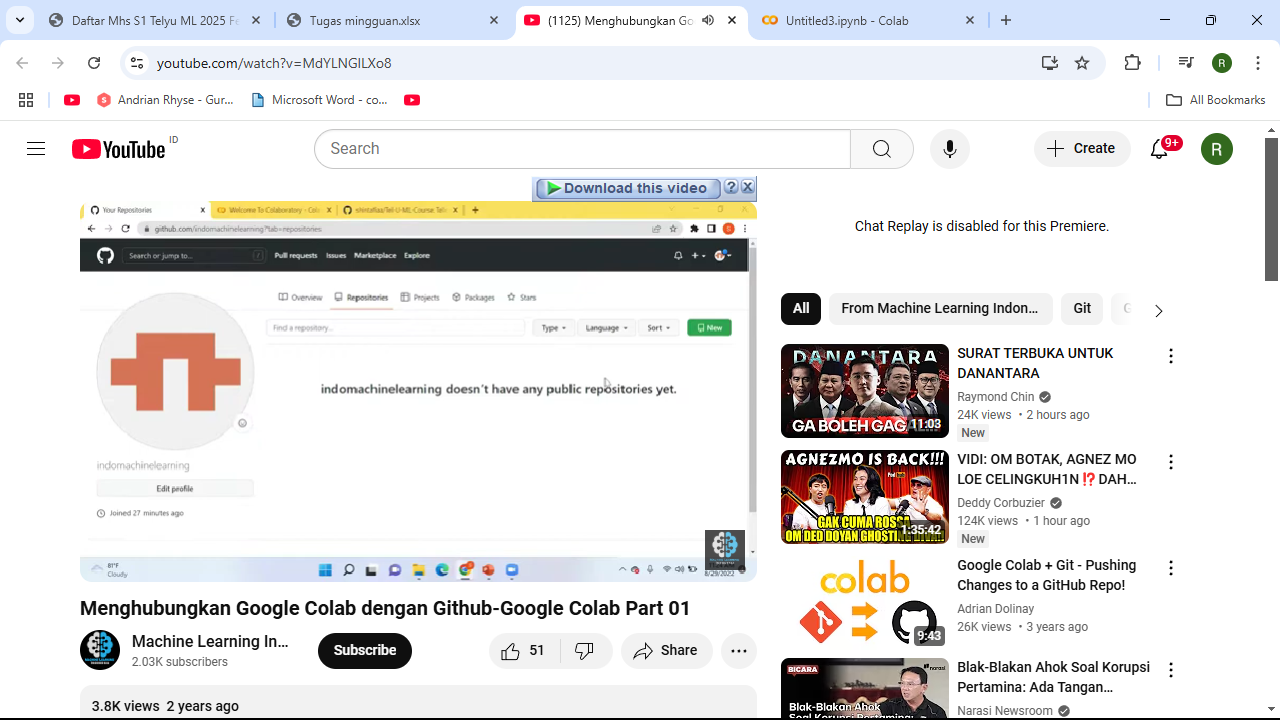 Daftar Mhs S1 Telyu ML 2025 Fe
Tugas mingguan.xlsx
(1125) Menghubungkan Go
Untitled3.ipynb - Colab
youtube.com/watch?v=MdYLNGlLXo8
R
Andrian Rhyse - Gur...
Microsoft Word - co...
All Bookmarks
YouTube
ID
Search
Create
9+
R
Download this video
?
X
Your Repositories
Welcome To Colaboratory - Col
github.com/indomachinelearning?tab=repositories
Search or jump to...
/
Pull requests
Issues
Marketplace
Explore
Overview
Repositories
Projects
Packages
Stars
Find a repository...
Type
Language
Sort
New
indomachinelearning doesn't have any public repositories yet.
indomachinelearning
Edit profile
Joined 27 minutes ago
81°F
Cloudy
8/29/2022
Menghubungkan Google Colab dengan Github-Google Colab Part 01
Machine Learning In...
2.03K subscribers
Subscribe
51
Share
3.8K views 2 years ago
Chat Replay is disabled for this Premiere.
All
From Machine Learning Indon...
Git
DANANTARA
GA BOLEH GAG
11:03
SURAT TERBUKA UNTUK
DANANTARA
Raymond Chin
24K views • 2 hours ago
New
AGNEZMO IS BACK!!!
GAK CUMA ROSSA
OM DED DOYAN GHOSTI
1:35:42
VIDI: OM BOTAK, AGNEZ MO
LOE CELINGKUH1N⁉️ DAH...
Deddy Corbuzier
124K views • 1 hour ago
New
colab
9:43
Google Colab + Git - Pushing
Changes to a GitHub Repo!
Adrian Dolinay
26K views • 3 years ago
BICARA
narasi
Blak-Blakan Ahok
Soal Korupsi
Blak-Blakan Ahok Soal Korupsi
Pertamina: Ada Tangan...
Narasi Newsroom